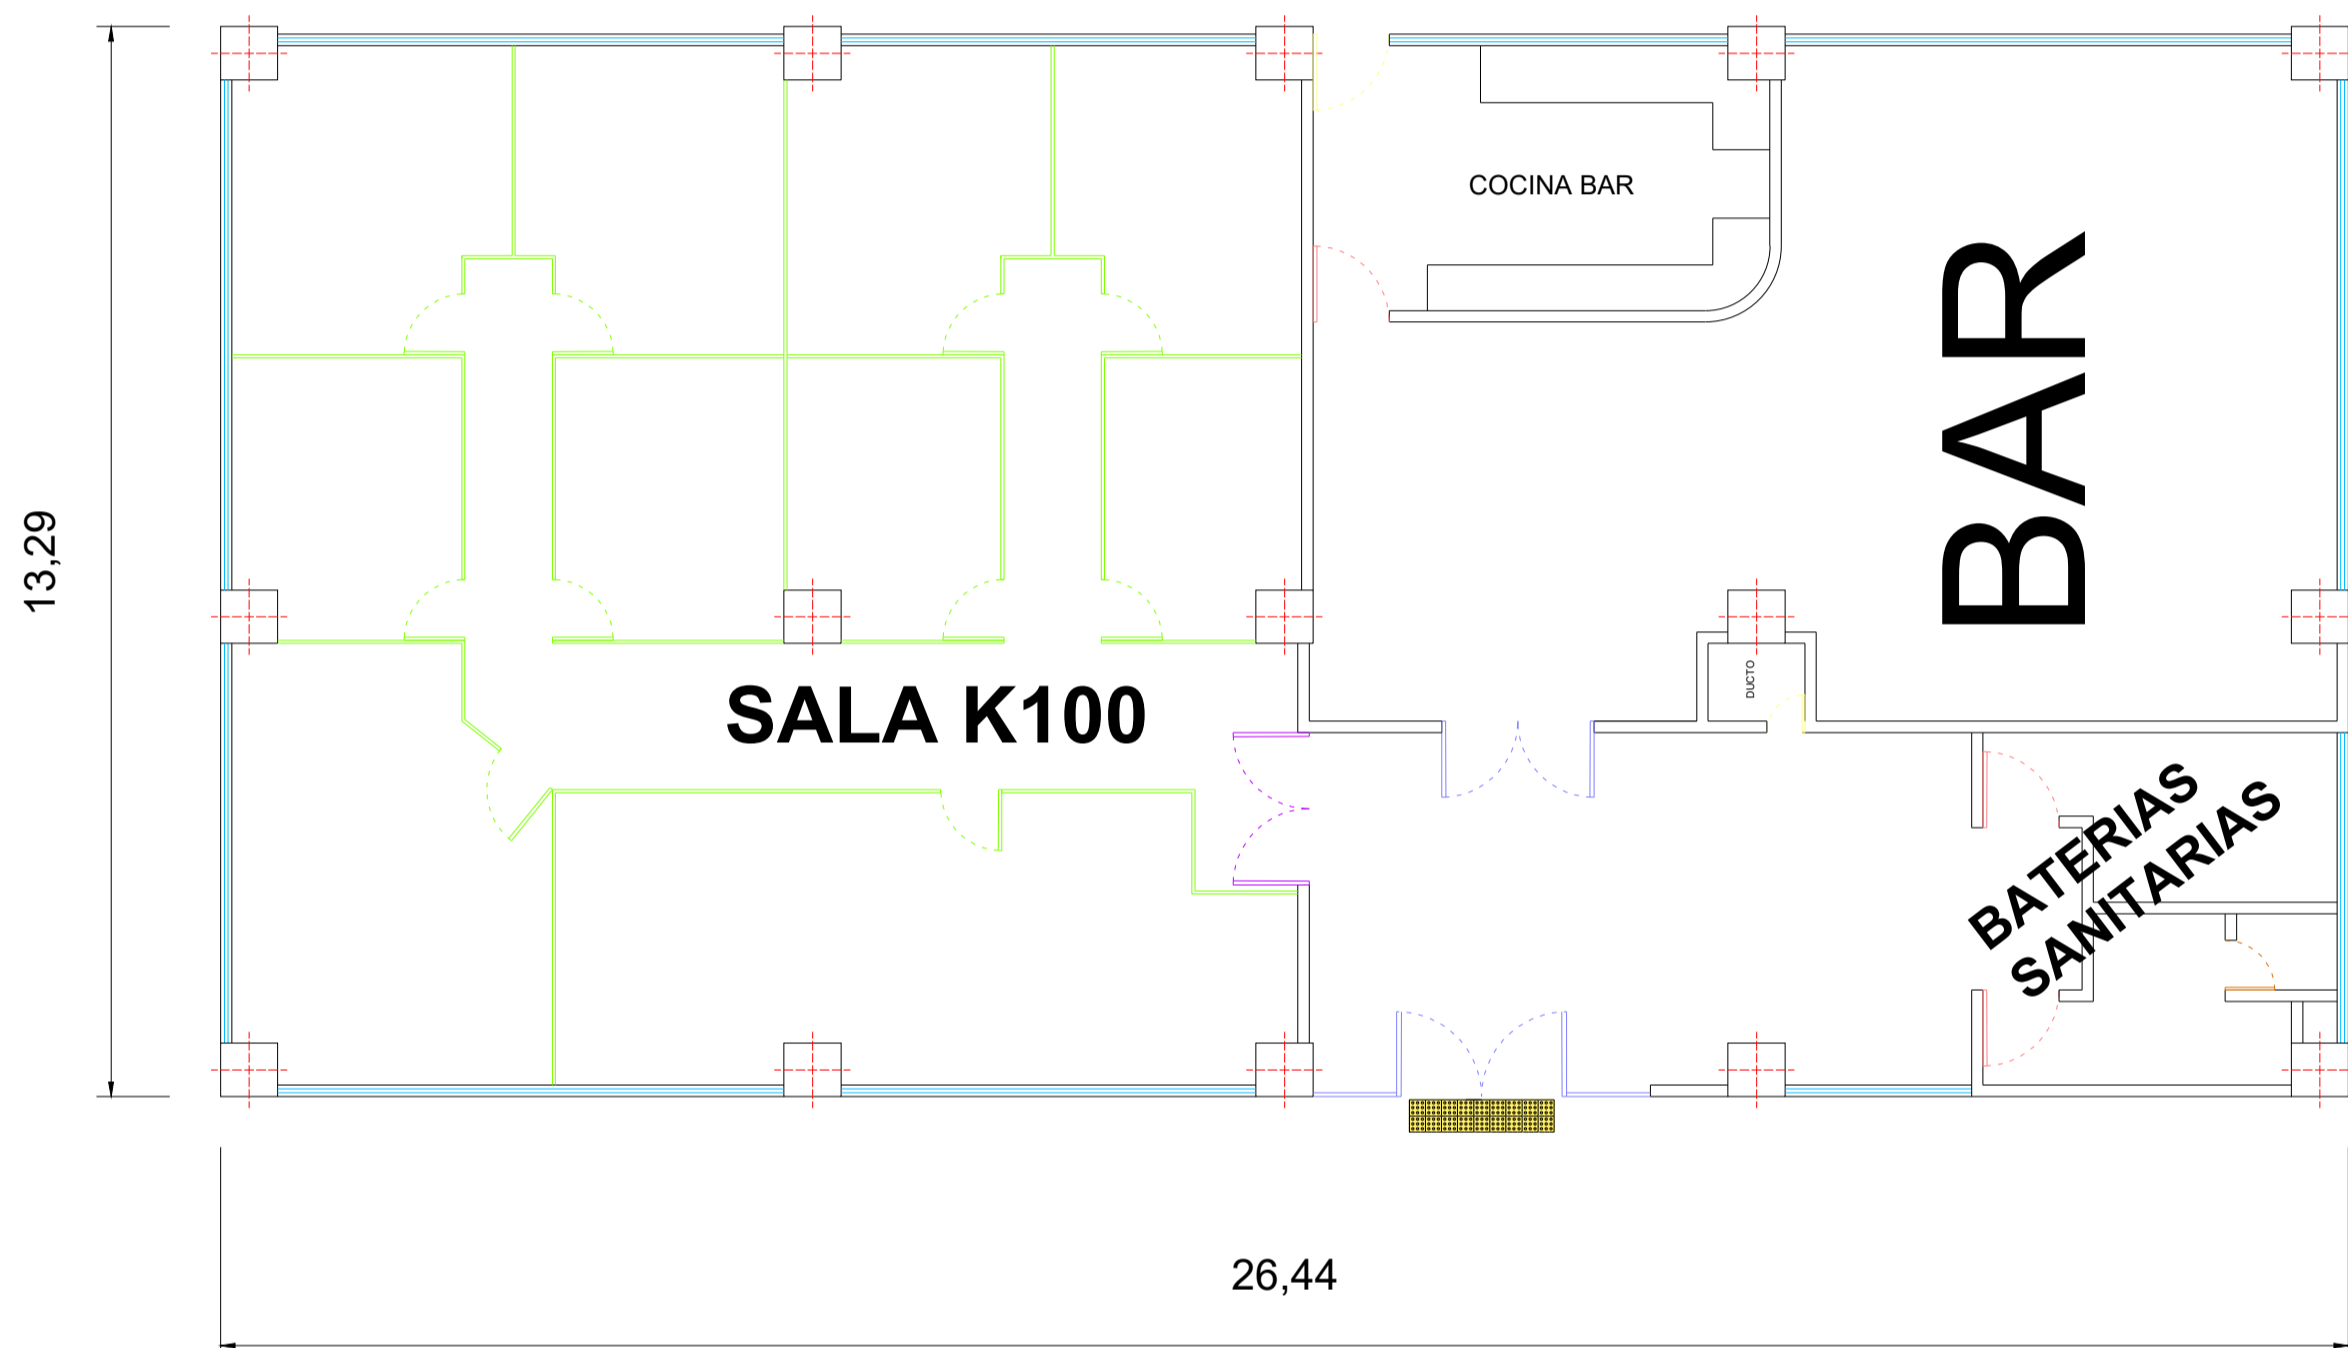 COCINA BAR
BAR
13,29
DUCTO
SALA K100
BATERIAS
SANITARIAS
26,44